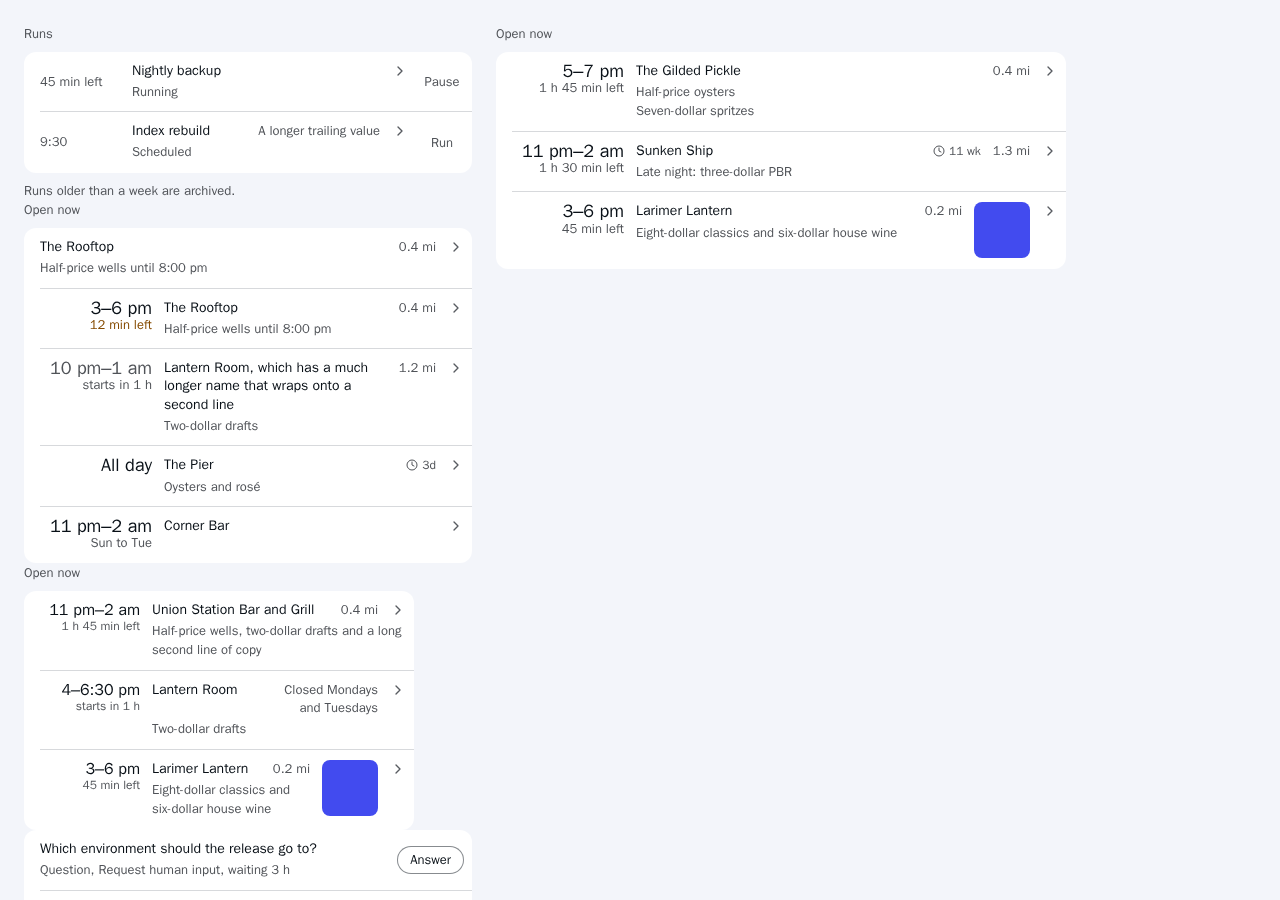 Runs
45 min left
Nightly backup
Running
Pause
9:30
Index rebuild
A longer trailing value
Scheduled
Run
Runs older than a week are archived.
Open now
The Rooftop
0.4 mi
Half-price wells until 8:00 pm
3–6 pm
The Rooftop
0.4 mi
12 min left
Half-price wells until 8:00 pm
10 pm–1 am
Lantern Room, which has a much
1.2 mi
starts in 1 h
longer name that wraps onto a
second line
Two-dollar drafts
All day
The Pier
3d
Oysters and rosé
11 pm–2 am
Corner Bar
Sun to Tue
Open now
11 pm–2 am
Union Station Bar and Grill
0.4 mi
1 h 45 min left
Half-price wells, two-dollar drafts and a long
second line of copy
4–6:30 pm
Lantern Room
Closed Mondays
starts in 1 h
and Tuesdays
Two-dollar drafts
3–6 pm
Larimer Lantern
0.2 mi
45 min left
Eight-dollar classics and
six-dollar house wine
Which environment should the release go to?
Question, Request human input, waiting 3 h
Answer
Open now
5–7 pm
The Gilded Pickle
0.4 mi
1 h 45 min left
Half-price oysters
Seven-dollar spritzes
11 pm–2 am
Sunken Ship
11 wk
1.3 mi
1 h 30 min left
Late night: three-dollar PBR
3–6 pm
Larimer Lantern
0.2 mi
45 min left
Eight-dollar classics and six-dollar house wine